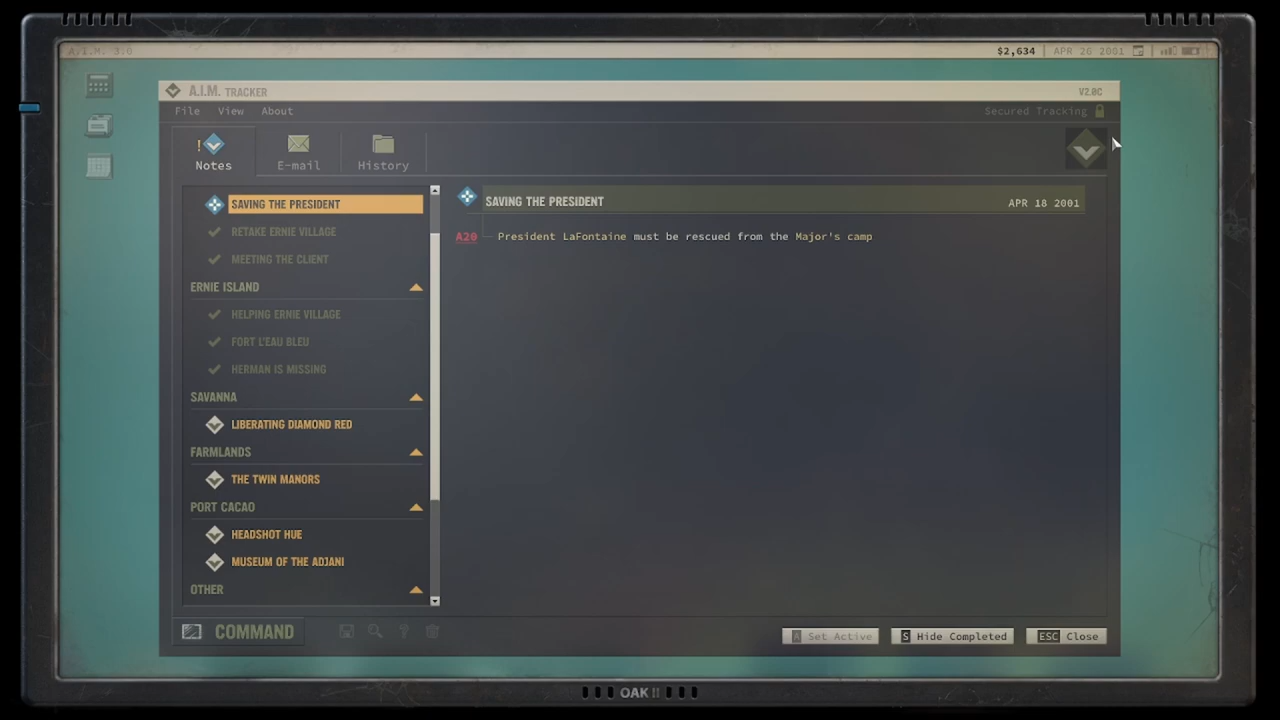 A.I.M. 3.0
$2,634
APR 26 2001
A.I.M. TRACKER
V2.0C
File
View
About
Secured Tracking
! Notes
E-mail
History
SAVING THE PRESIDENT
RETAKE ERNIE VILLAGE
MEETING THE CLIENT
ERNIE ISLAND
HELPING ERNIE VILLAGE
FORT L'EAU BLEU
HERMAN IS MISSING
SAVANNA
LIBERATING DIAMOND RED
FARMLANDS
THE TWIN MANORS
PORT CACAO
HEADSHOT HUE
MUSEUM OF THE ADJANI
OTHER
SAVING THE PRESIDENT
APR 18 2001
A20 President LaFontaine must be rescued from the Major's camp
COMMAND
?
A Set Active
S Hide Completed
ESC Close
OAK II